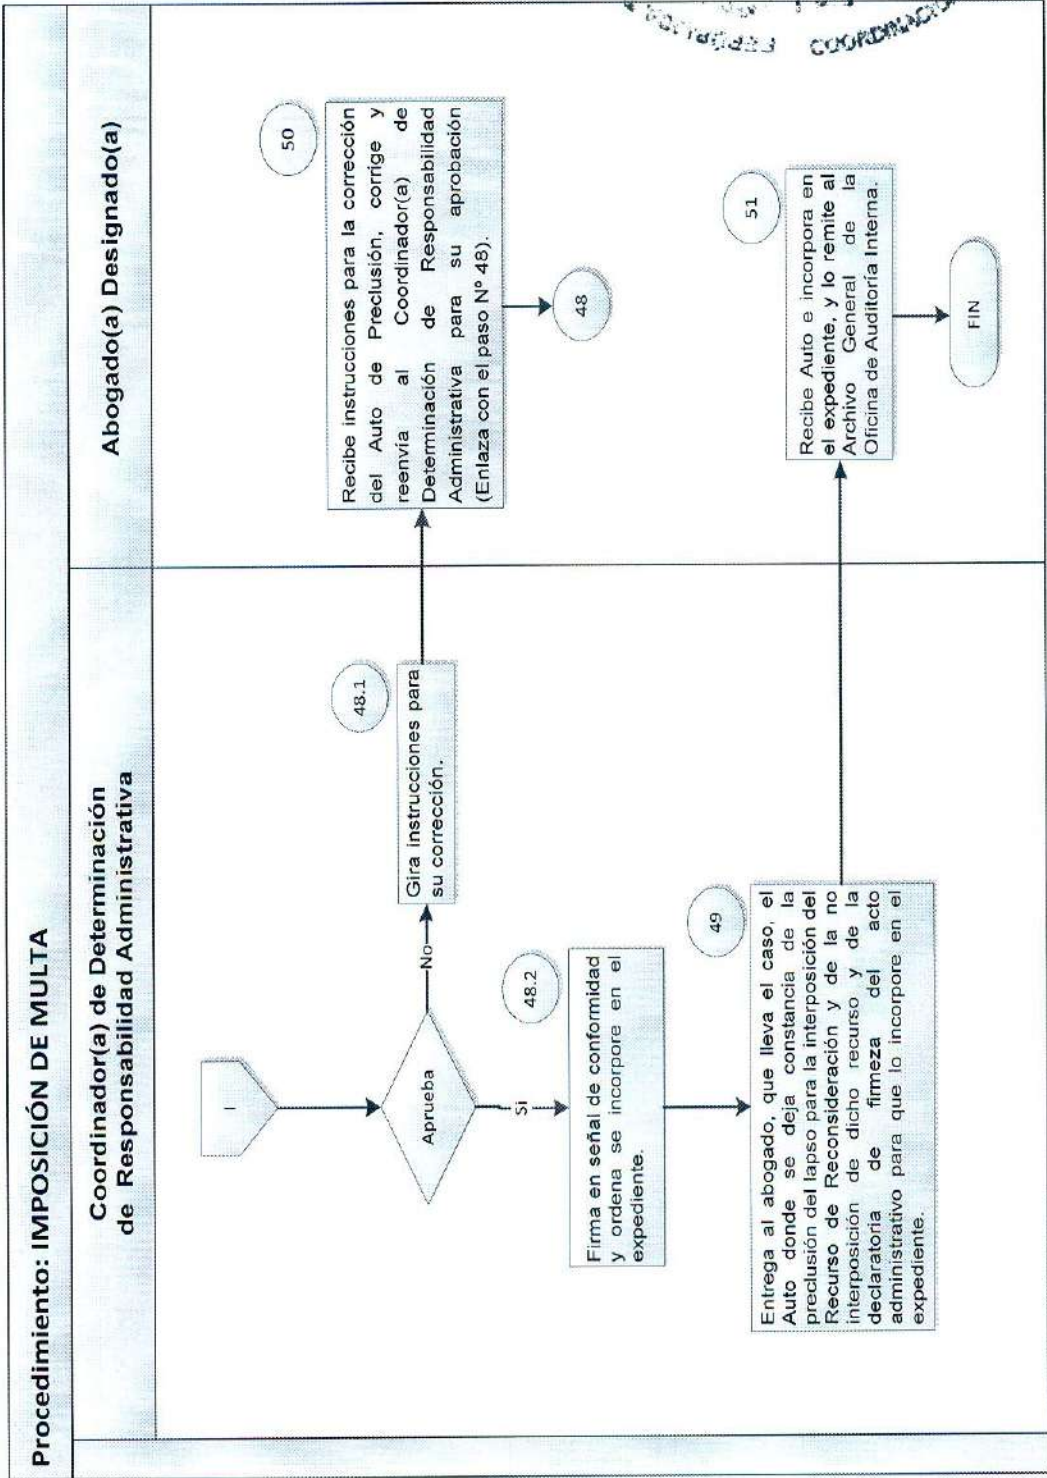 Procedimiento: IMPOSICIÓN DE MULTA
Coordinador(a) de Determinación
de Responsabilidad Administrativa
Abogado(a) Designado(a)
I
Aprueba
No
48.1
Gira instrucciones para
su corrección.
50
Recibe instrucciones para la corrección
del Auto de Preclusión, corrige y
reenvía al Coordinador(a) de
Determinación de Responsabilidad
Administrativa para su aprobación
(Enlaza con el paso Nº 48).
48
Si
48.2
Firma en señal de conformidad
y ordena se incorpore en el
expediente.
49
Entrega al abogado, que lleva el caso, el
Auto donde se deja constancia de la
preclusión del lapso para la interposición del
Recurso de Reconsideración y de la no
interposición de dicho recurso y de la
declaratoria de firmeza del acto
administrativo para que lo incorpore en el
expediente.
51
Recibe Auto e incorpora en
el expediente, y lo remite al
Archivo General de la
Oficina de Auditoría Interna.
FIN